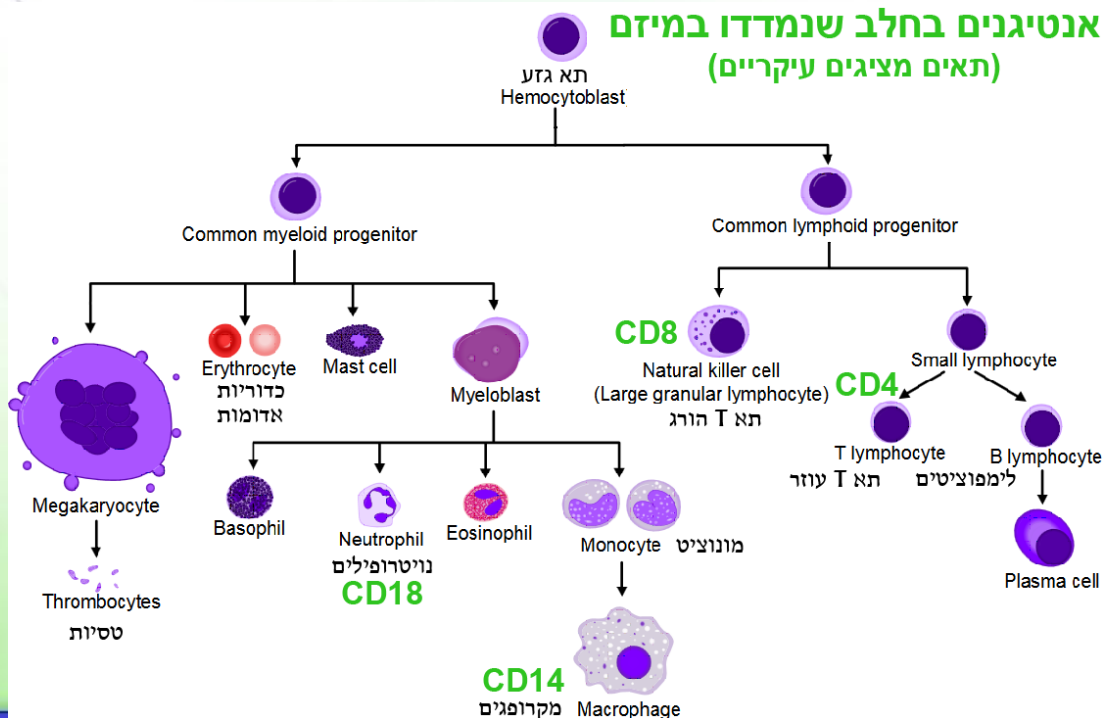 אנטיגנים בחלב שנמדדו במיזם
(תאים מציגים עיקריים)
תא גזע
Hemocytoblast
Common myeloid progenitor
Common lymphoid progenitor
Erythrocyte
כדוריות
אדומות
Mast cell
Myeloblast
CD8
Natural killer cell
(Large granular lymphocyte)
תא T הורג
Small lymphocyte
CD4
T lymphocyte
תא T עוזר
B lymphocyte
לימפוציטים
Megakaryocyte
Thrombocytes
טסיות
Basophil
Neutrophil
נויטרופילים
CD18
Eosinophil
Monocyte
מונוציט
Plasma cell
CD14
מקרופגים
Macrophage